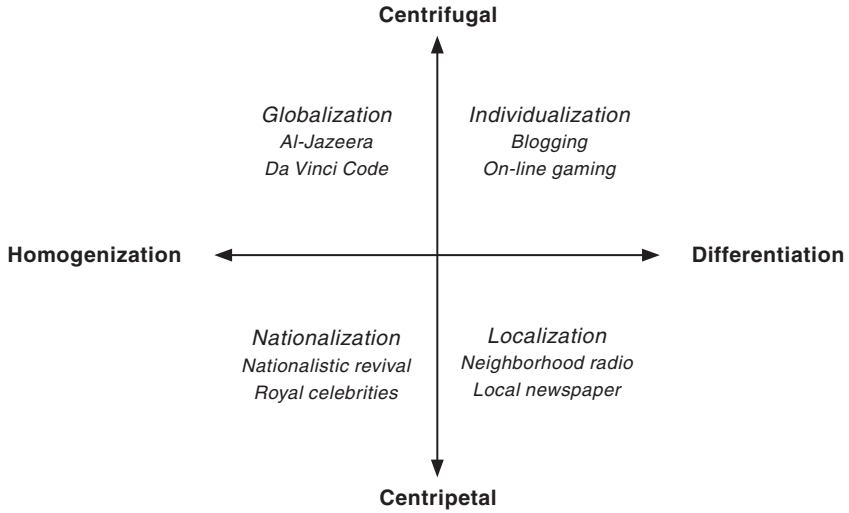 Centrifugal
Globalization
Al-Jazeera
Da Vinci Code
Individualization
Blogging
On-line gaming
Homogenization
Differentiation
Nationalization
Nationalistic revival
Royal celebrities
Localization
Neighborhood radio
Local newspaper
Centripetal